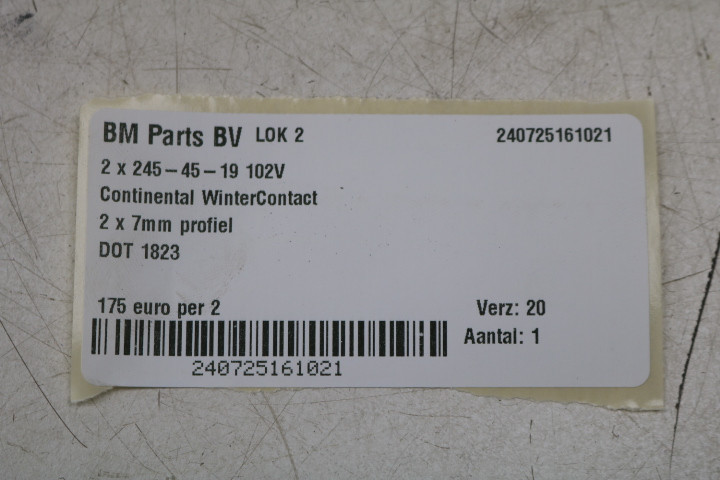 BM Parts BV LOK 2 240725161021
2 x 245-45-19 102V
Continental WinterContact
2 x 7mm profiel
DOT 1823
175 euro per 2 Verz: 20
Aantal: 1
240725161021